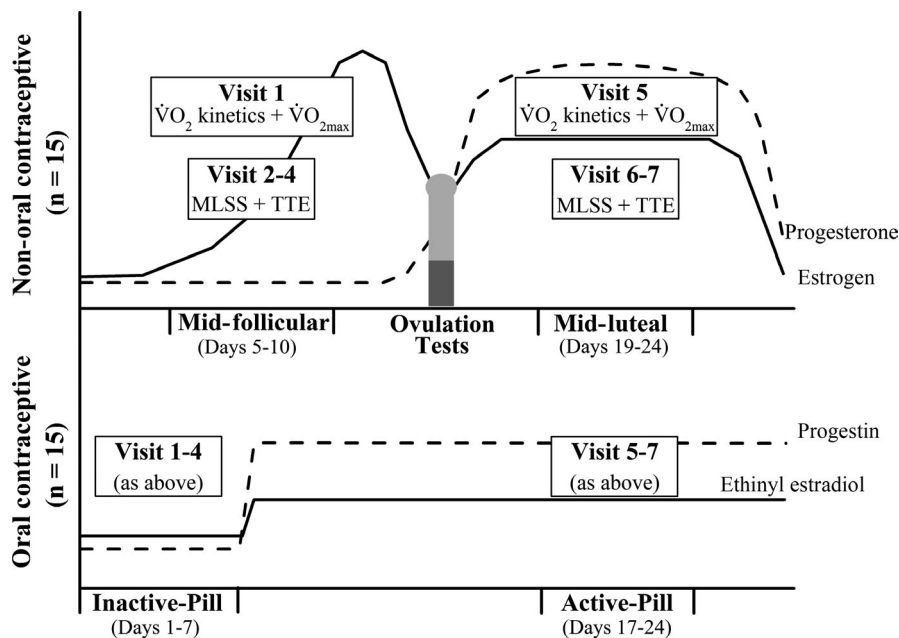 Non-oral contraceptive
(n = 15)
Visit 1
V̇O₂ kinetics + V̇O₂max
Visit 2-4
MLSS + TTE
Visit 5
V̇O₂ kinetics + V̇O₂max
Visit 6-7
MLSS + TTE
Progesterone
Estrogen
Mid-follicular
(Days 5-10)
Ovulation
Tests
Mid-luteal
(Days 19-24)
Oral contraceptive
(n = 15)
Visit 1-4
(as above)
Visit 5-7
(as above)
Progestin
Ethinyl estradiol
Inactive-Pill
(Days 1-7)
Active-Pill
(Days 17-24)